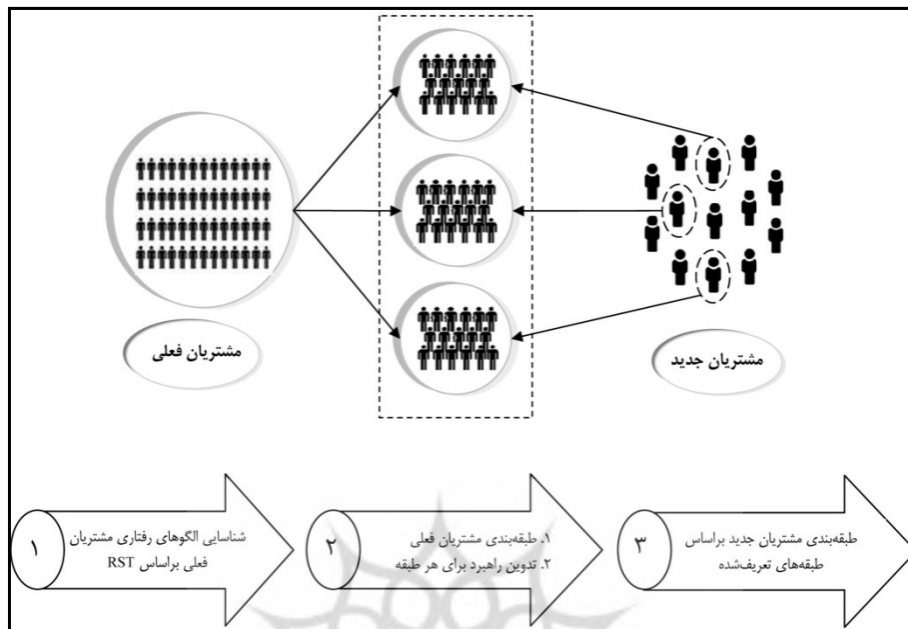 مشتریان فعلی
مشتریان جدید
۱
شناسایی الگوهای رفتاری مشتریان
فعلی براساس RST
۲
۱. طبقه‌بندی مشتریان فعلی
۲. تدوین راهبرد برای هر طبقه
۳
طبقه‌بندی مشتریان جدید براساس
طبقه‌های تعریف‌شده